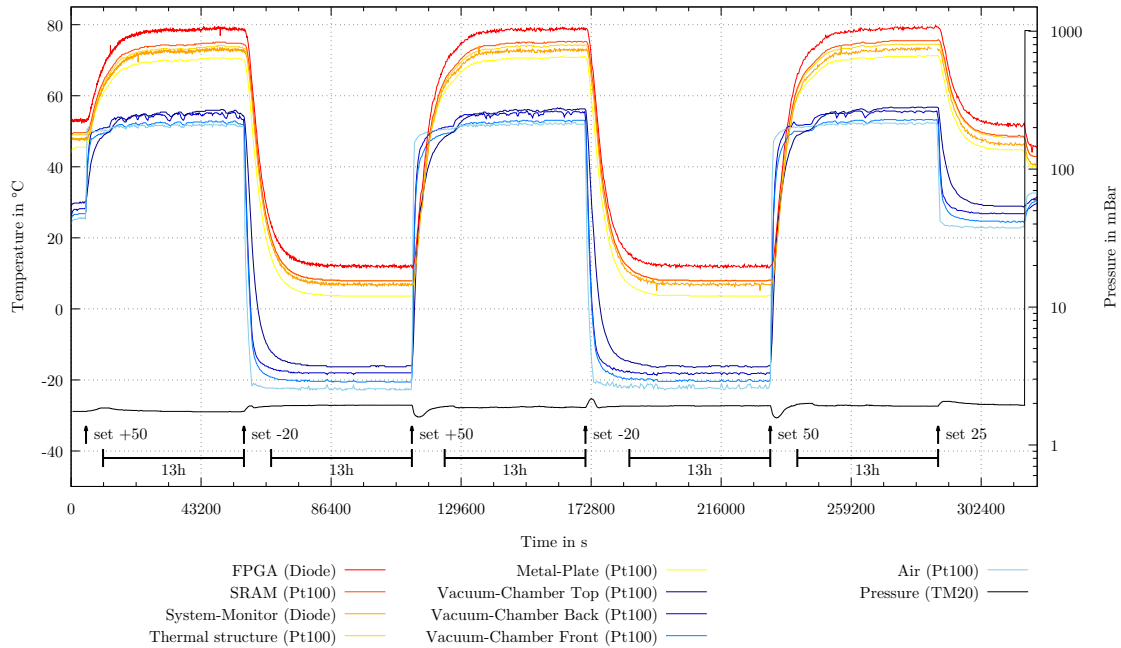 80
60
40
20
0
-20
-40
Temperature in °C
1000
100
10
1
Pressure in mBar
set +50
set -20
set +50
set -20
set 50
set 25
13h
13h
13h
13h
13h
0
43200
86400
129600
172800
216000
259200
302400
Time in s
FPGA (Diode)
SRAM (Pt100)
System-Monitor (Diode)
Thermal structure (Pt100)
Metal-Plate (Pt100)
Vacuum-Chamber Top (Pt100)
Vacuum-Chamber Back (Pt100)
Vacuum-Chamber Front (Pt100)
Air (Pt100)
Pressure (TM20)